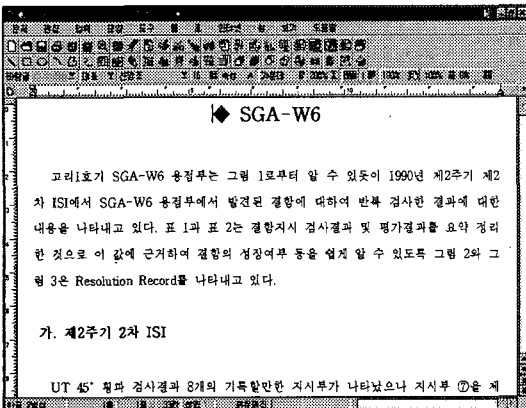 ◆ SGA-W6
고리1호기 SGA-W6 용접부는 그림 1로부터 알 수 있듯이 1990년 제2주기 제2
차 ISI에서 SGA-W6 용접부에서 발견된 결함에 대하여 반복 검사한 결과에 대한
내용을 나타내고 있다. 표 1과 표 2는 결함지시 검사결과 및 평가결과를 요약 정리
한 것으로 이 값에 근거하여 결함의 성장여부 등을 쉽게 알 수 있도록 그림 2와 그
림 3은 Resolution Record를 나타내고 있다.
가. 제2주기 2차 ISI
UT 45° 횡파 검사결과 8개의 기록할만한 지시부가 나타났으나 지시부 ⑦을 제